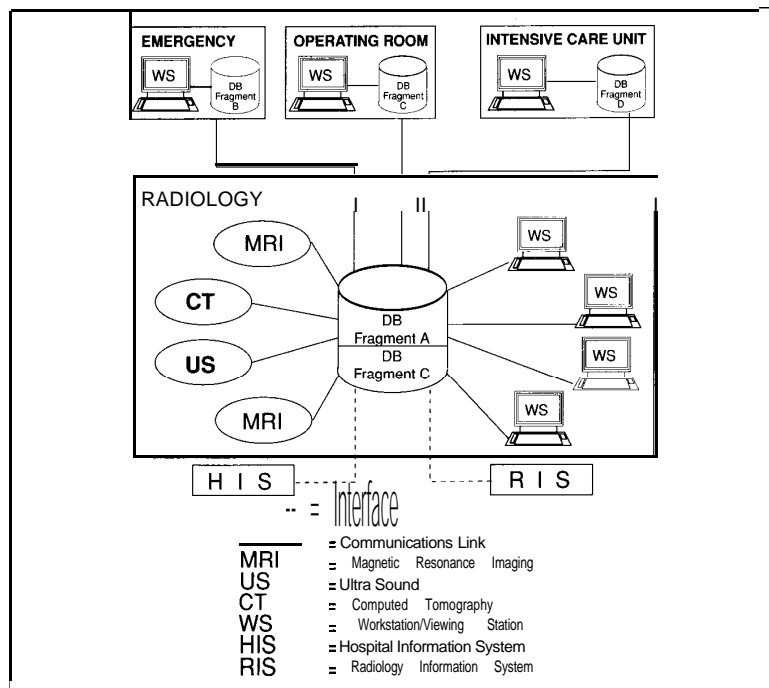 EMERGENCY
WS
DB
Fragment
B
OPERATING ROOM
WS
DB
Fragment
C
INTENSIVE CARE UNIT
WS
DB
Fragment
D
RADIOLOGY
I II I
MRI
CT
US
MRI
DB
Fragment A
DB
Fragment C
WS
WS
WS
WS
H I S
R I S
-- = Interface
= Communications Link
MRI = Magnetic Resonance Imaging
US = Ultra Sound
CT = Computed Tomography
WS = Workstation/Viewing Station
HIS = Hospital Information System
RIS = Radiology Information System